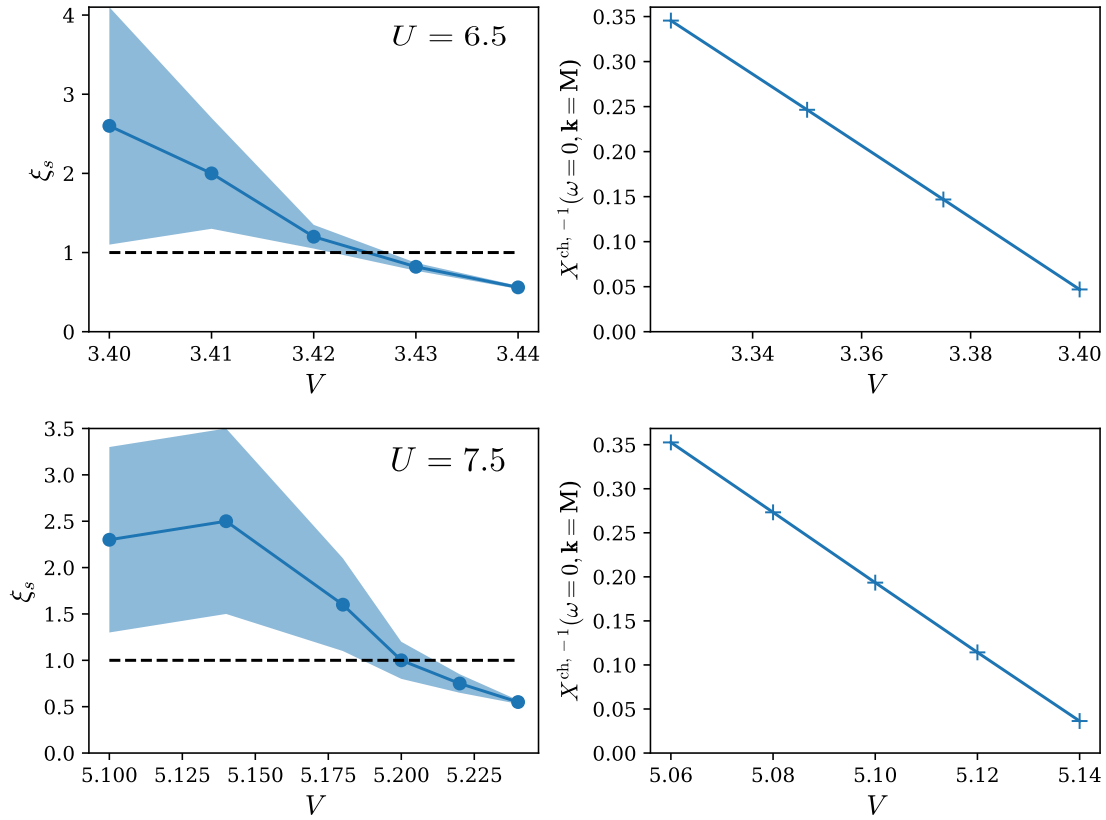 U = 6.5
ξs
4
3
2
1
0
3.40 3.41 3.42 3.43 3.44
V
X^ch, −1(ω = 0, k = M)
0.35
0.30
0.25
0.20
0.15
0.10
0.05
0.00
3.34 3.36 3.38 3.40
V
U = 7.5
ξs
3.5
3.0
2.5
2.0
1.5
1.0
0.5
0.0
5.100 5.125 5.150 5.175 5.200 5.225
V
X^ch, −1(ω = 0, k = M)
0.35
0.30
0.25
0.20
0.15
0.10
0.05
0.00
5.06 5.08 5.10 5.12 5.14
V